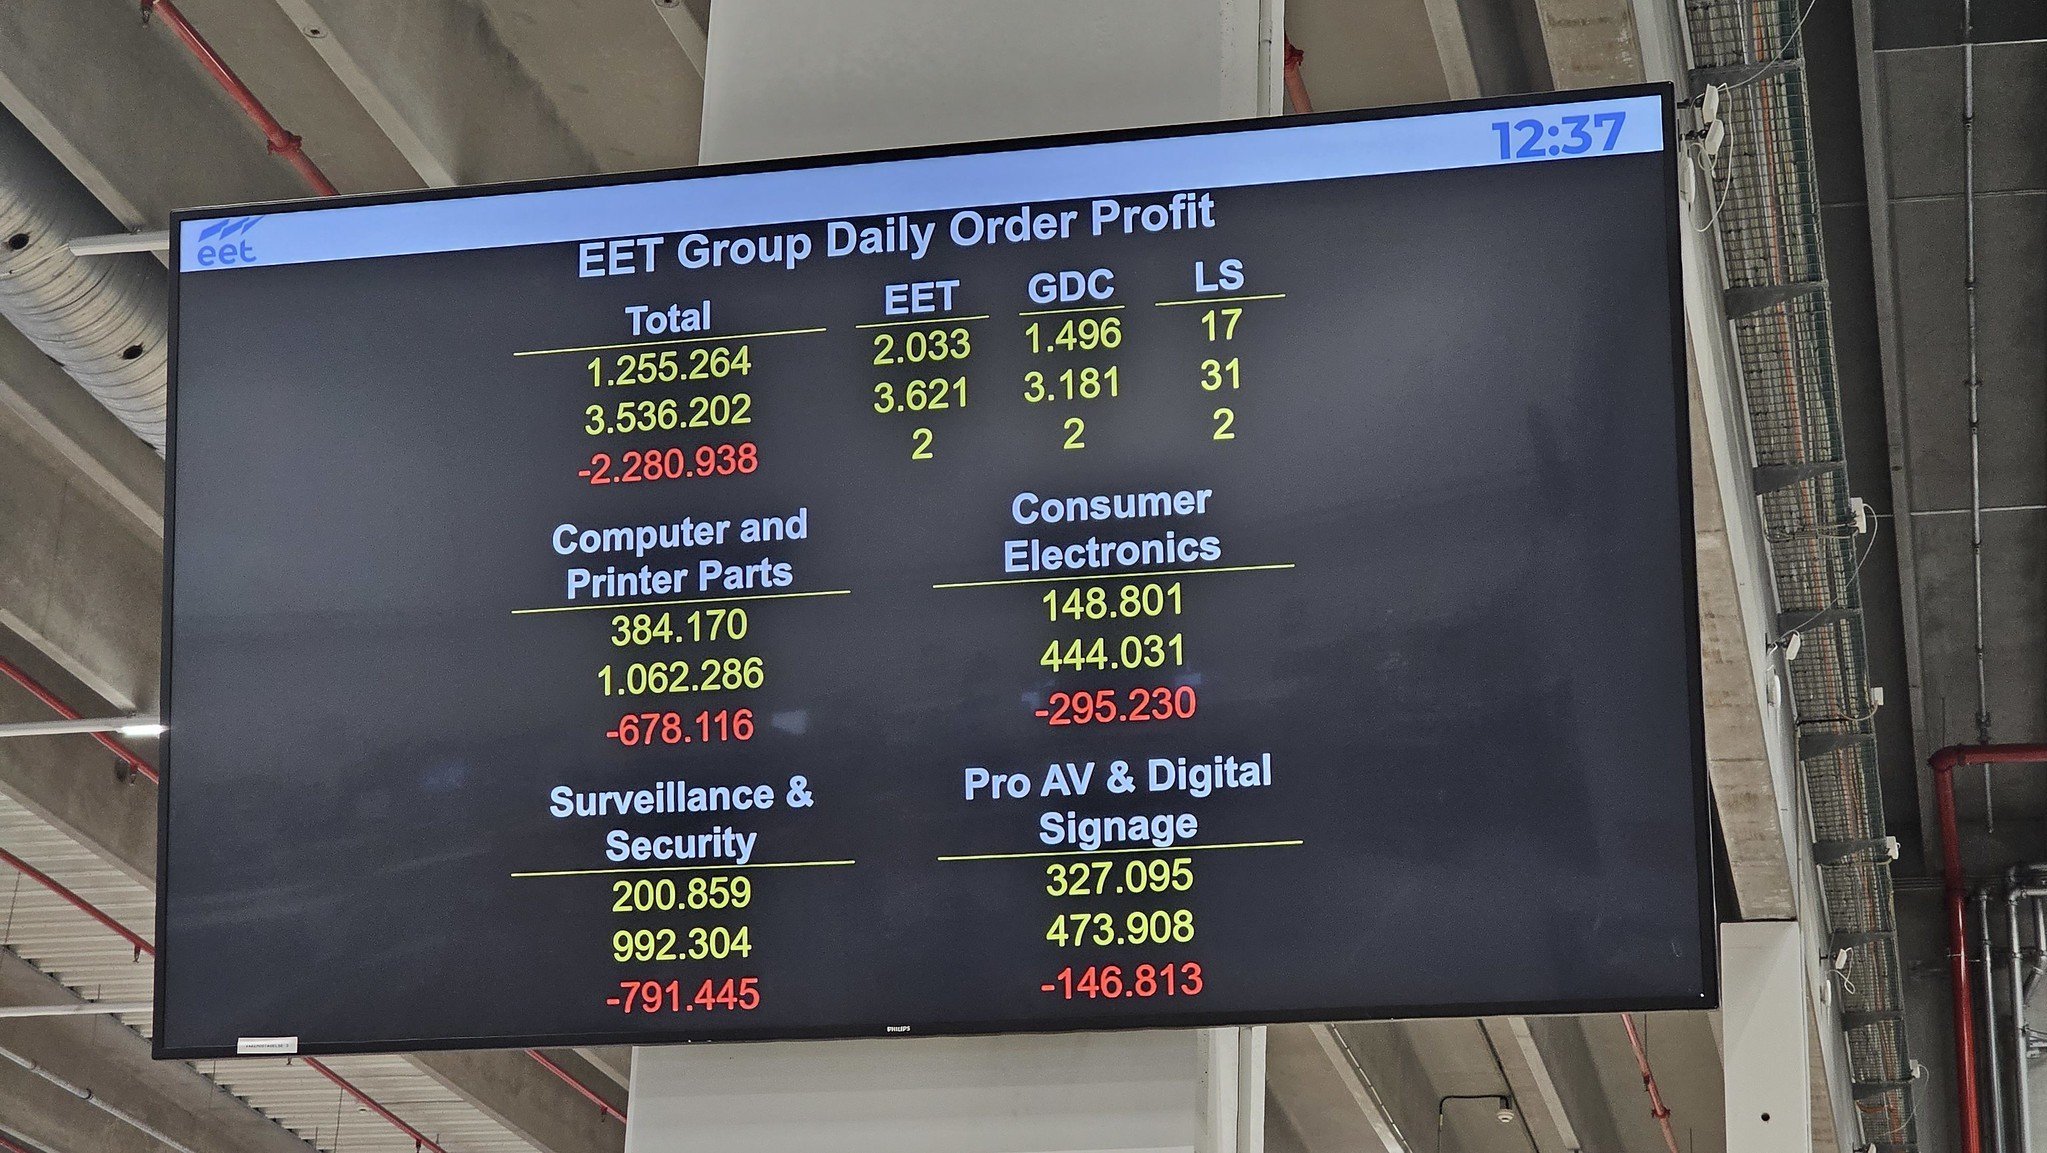 eet
12:37
EET Group Daily Order Profit
Total EET GDC LS
1.255.264 2.033 1.496 17
3.536.202 3.621 3.181 31
-2.280.938 2 2 2
Computer and
Printer Parts
384.170
1.062.286
-678.116
Consumer
Electronics
148.801
444.031
-295.230
Surveillance &
Security
200.859
992.304
-791.445
Pro AV & Digital
Signage
327.095
473.908
-146.813
PHILIPS